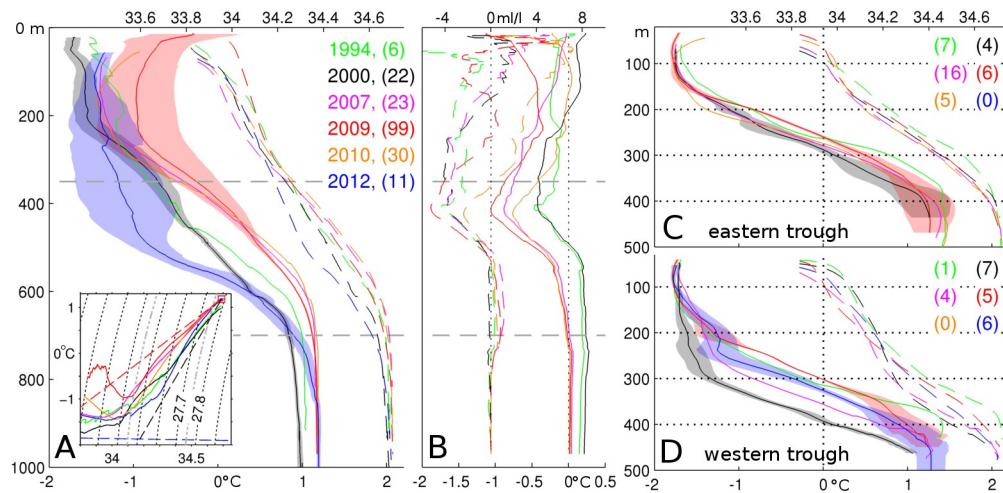 33.6 33.8 34 34.2 34.4 34.6
0 m
200
400
600
800
1000
1994, (6)
2000, (22)
2007, (23)
2009, (99)
2010, (30)
2012, (11)
1
0°C
−1
27.7
27.8
34 34.5
A
-2 -1 0°C 1 2
-4 0 ml/l 4 8
B
-1.5 -1 -0.5 0°C 0.5
33.6 33.8 34 34.2 34.4 34.6
m
100
200
300
400
500
(7) (4)
(16) (6)
(5) (0)
C eastern trough
100
200
300
400
500
(1) (7)
(4) (5)
(0) (6)
D western trough
-2 -1 0°C 1 2